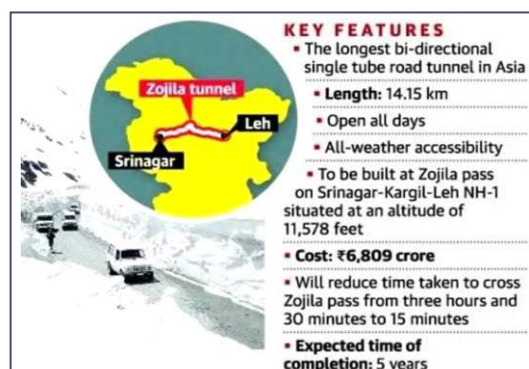 KEY FEATURES
▪ The longest bi-directional
single tube road tunnel in Asia
▪ Length: 14.15 km
▪ Open all days
▪ All-weather accessibility
▪ To be built at Zojila pass
on Srinagar-Kargil-Leh NH-1
situated at an altitude of
11,578 feet
▪ Cost: ₹6,809 crore
▪ Will reduce time taken to cross
Zojila pass from three hours and
30 minutes to 15 minutes
▪ Expected time of
completion: 5 years
Zojila tunnel
Leh
Srinagar